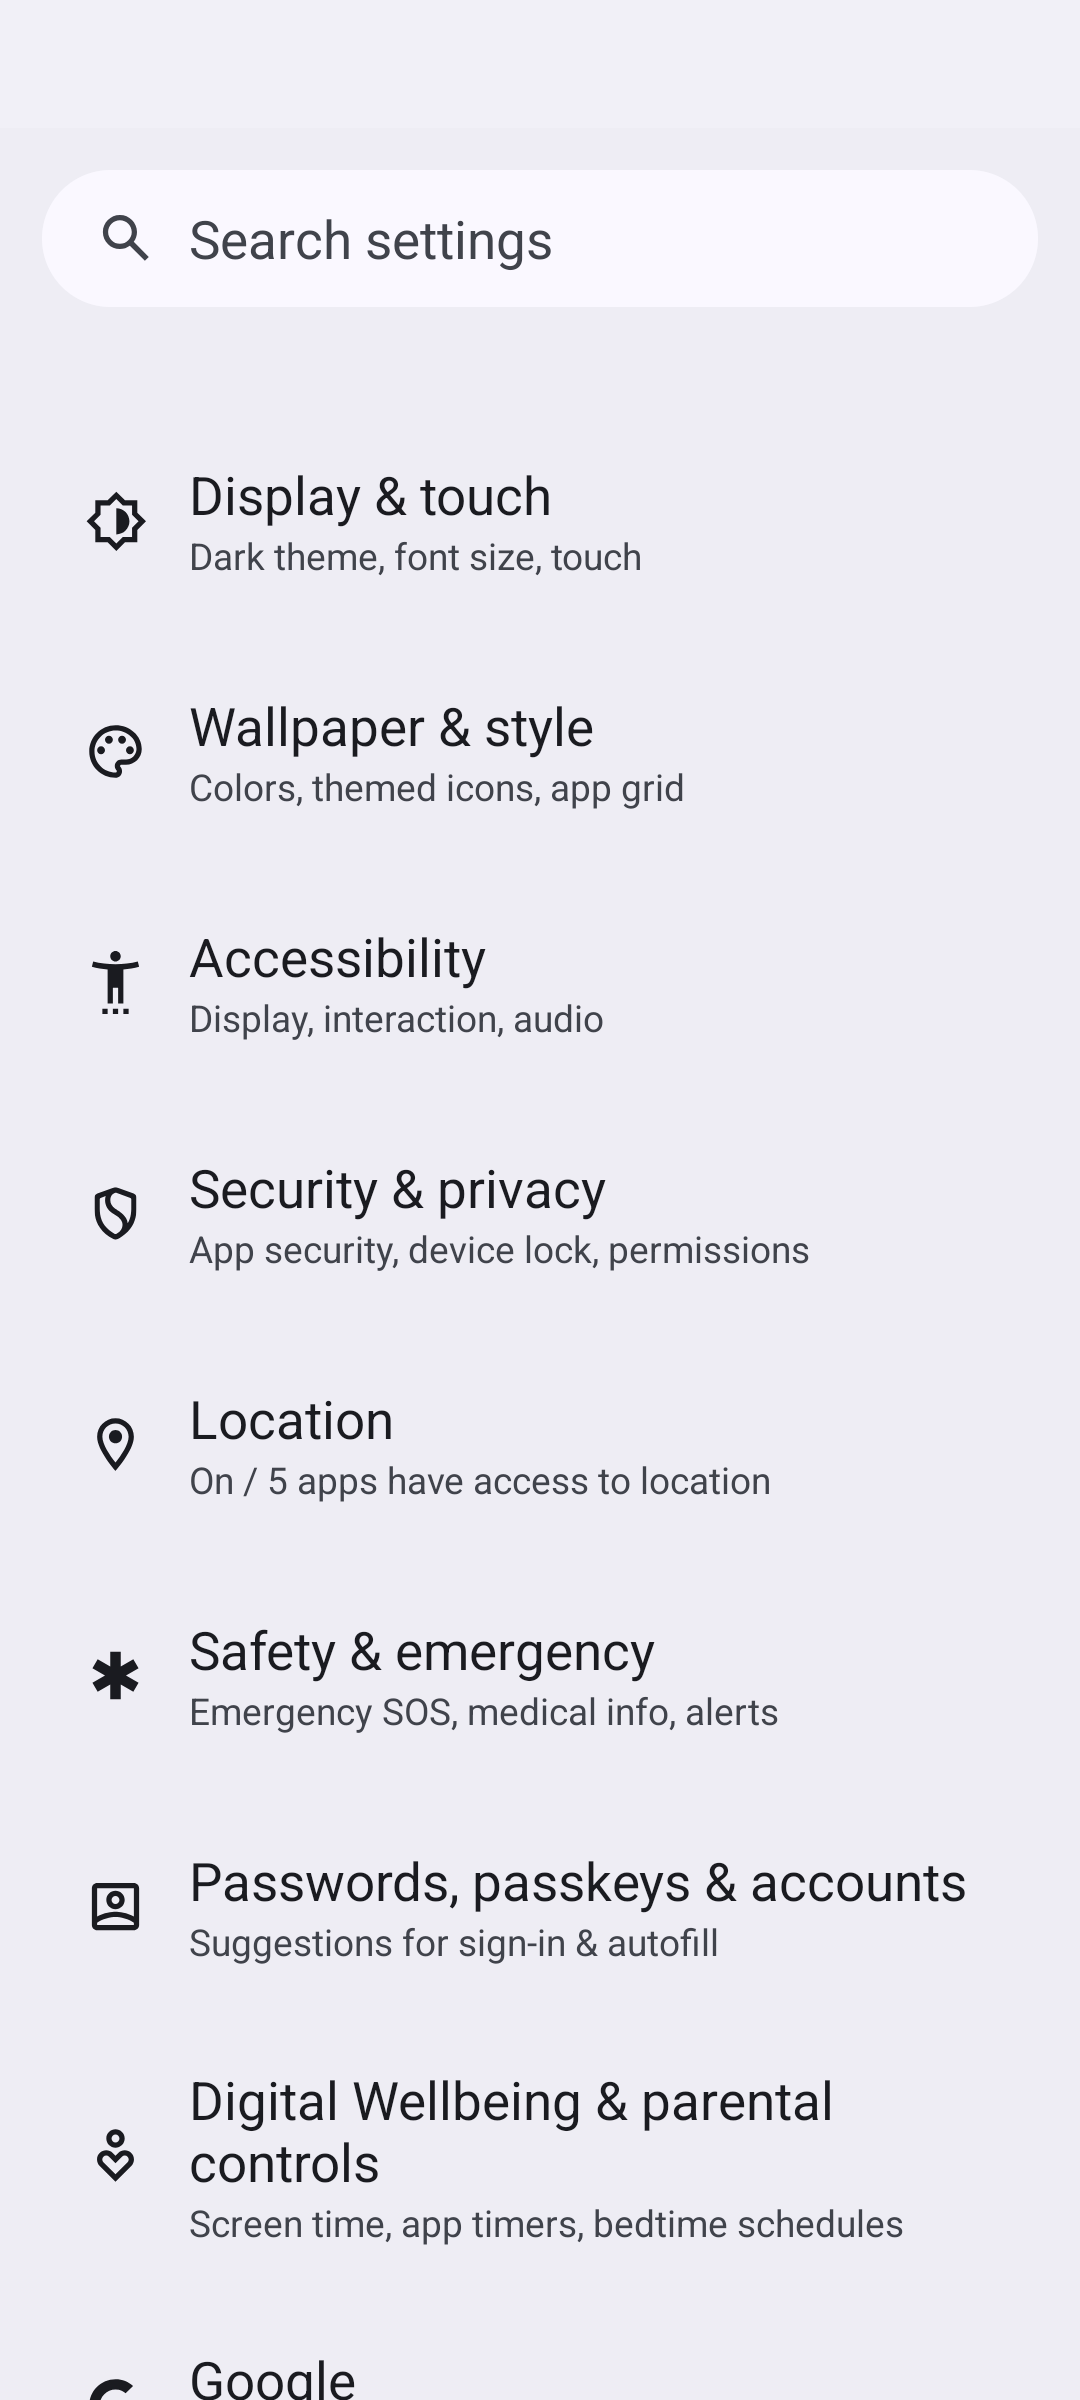 Search settings
Display & touch
Dark theme, font size, touch
Wallpaper & style
Colors, themed icons, app grid
Accessibility
Display, interaction, audio
Security & privacy
App security, device lock, permissions
Location
On / 5 apps have access to location
Safety & emergency
Emergency SOS, medical info, alerts
Passwords, passkeys & accounts
Suggestions for sign-in & autofill
Digital Wellbeing & parental
controls
Screen time, app timers, bedtime schedules
Google